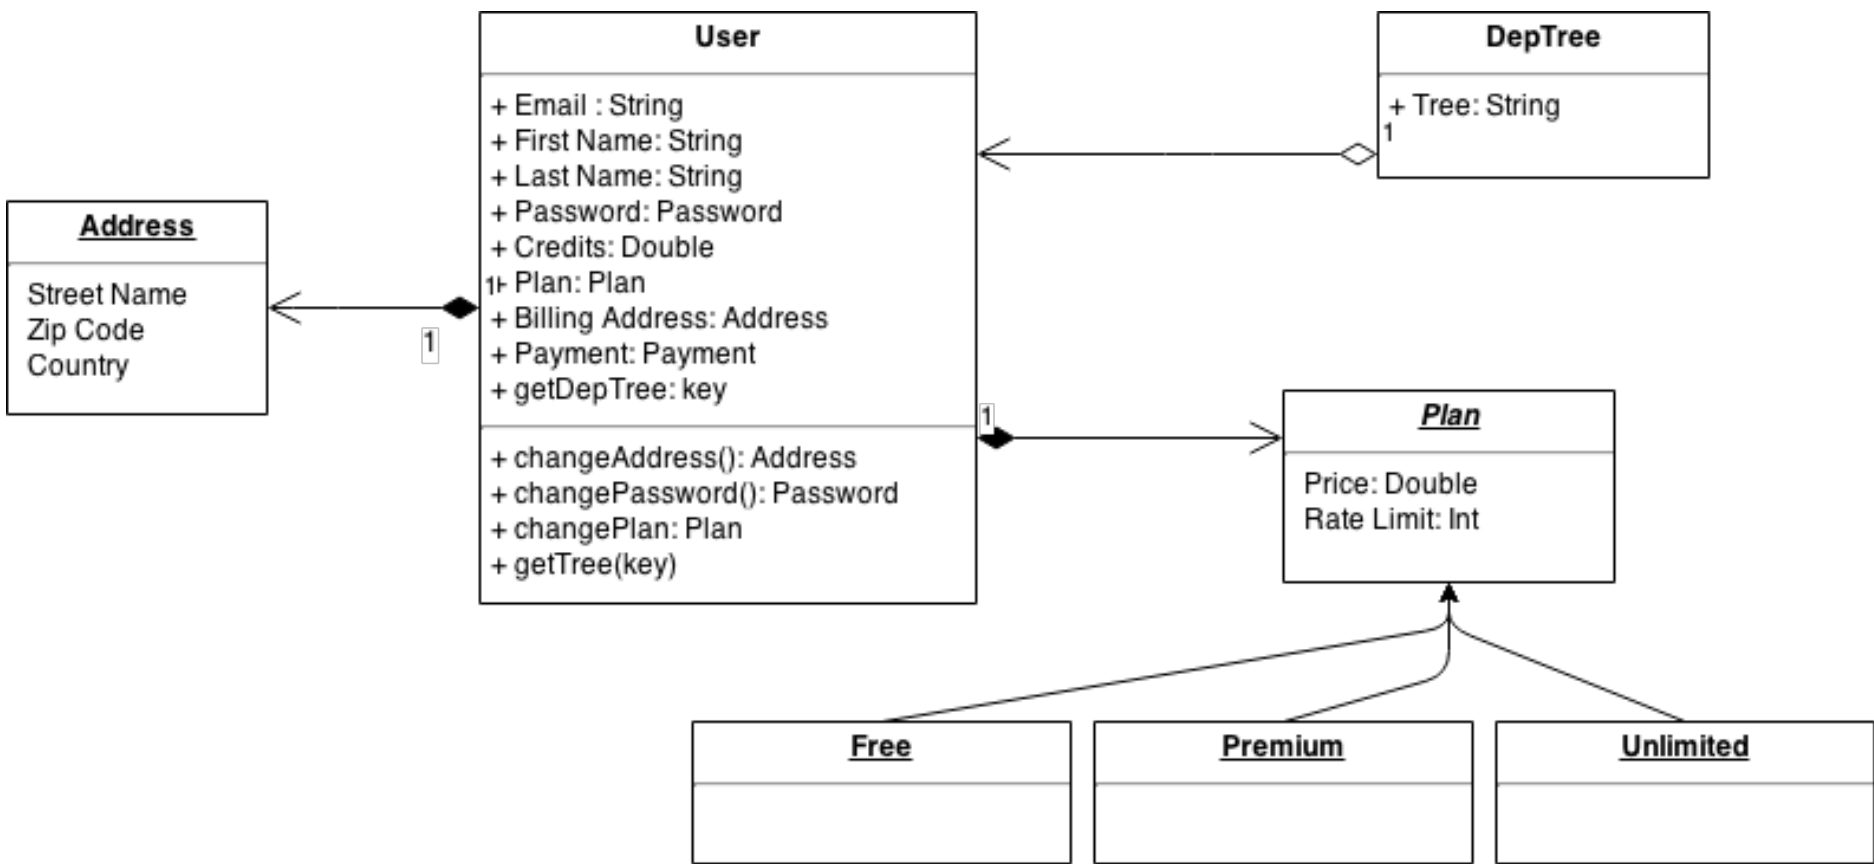 User
+ Email : String
+ First Name: String
+ Last Name: String
+ Password: Password
+ Credits: Double
1+ Plan: Plan
+ Billing Address: Address
+ Payment: Payment
+ getDepTree: key
+ changeAddress(): Address
+ changePassword(): Password
+ changePlan: Plan
+ getTree(key)
DepTree
+ Tree: String
1
Address
Street Name
Zip Code
Country
1
1
Plan
Price: Double
Rate Limit: Int
Free
Premium
Unlimited